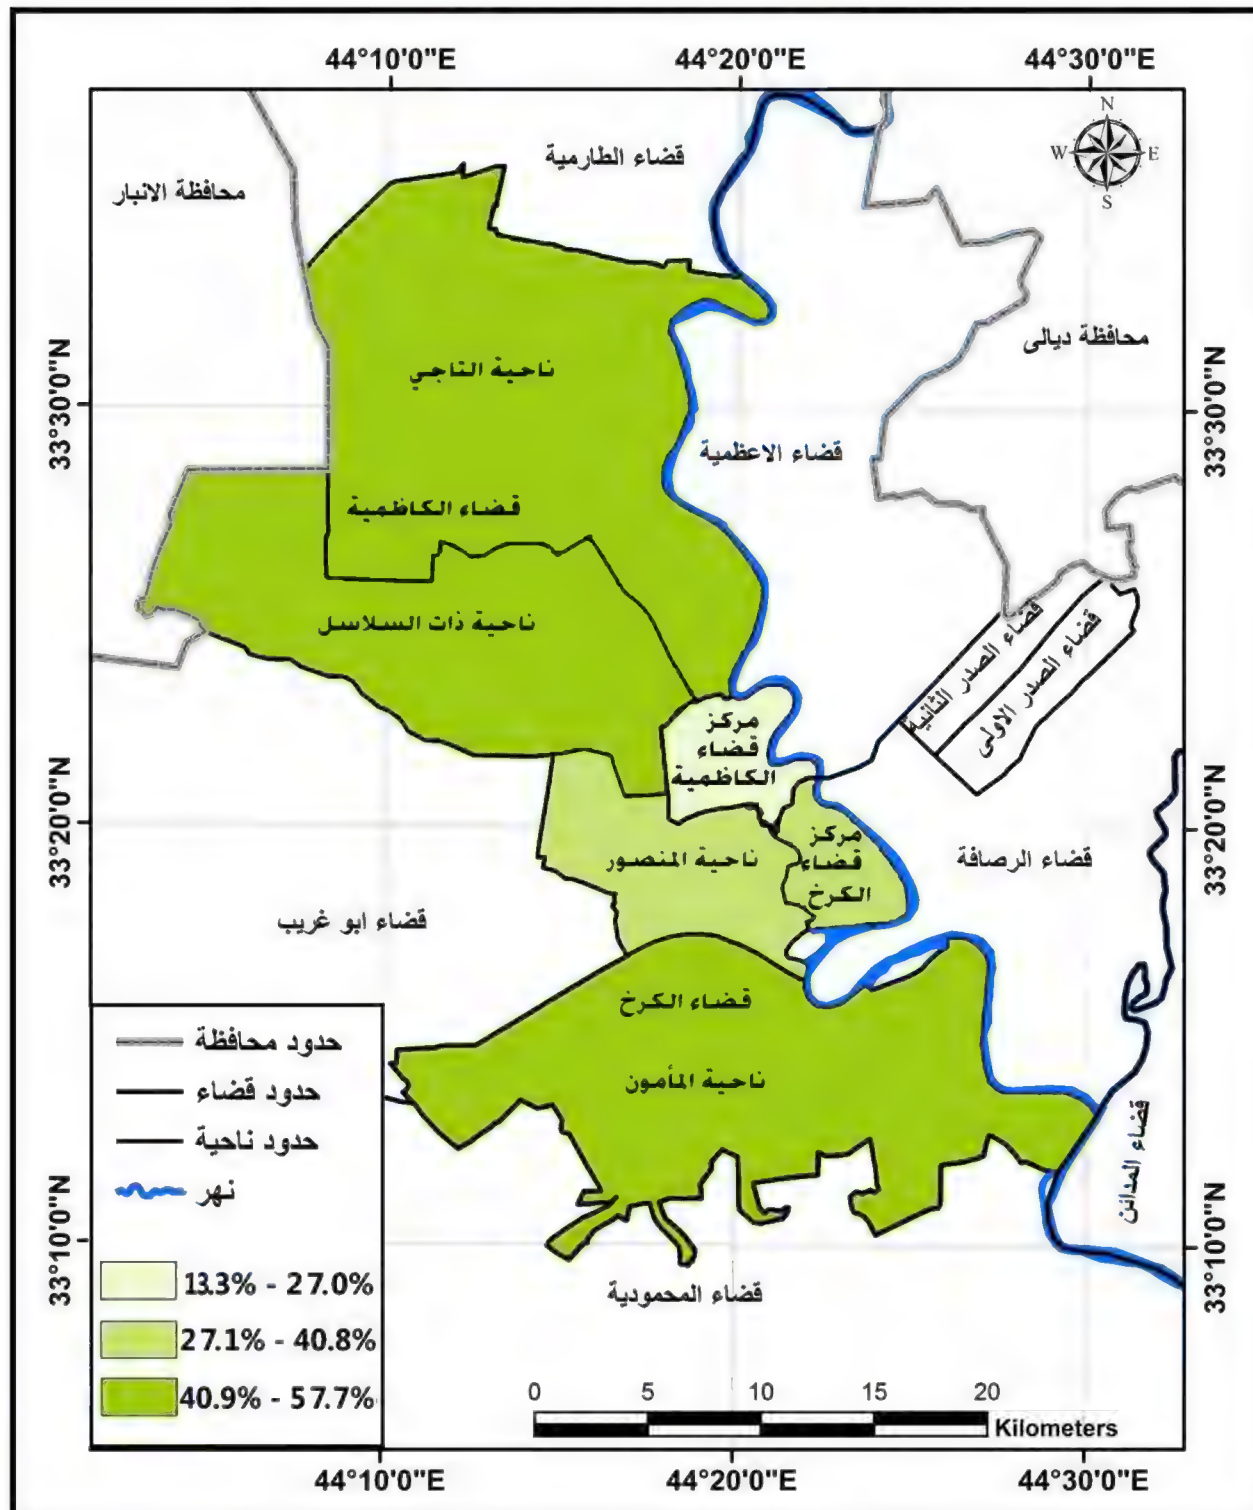 44°10'0"E
44°20'0"E
44°30'0"E
N
W
E
S
قضاء الطارمية
محافظة الانبار
محافظة ديالى
33°30'0"N
33°30'0"N
ناحية التاجي
قضاء الاعظمية
قضاء الكاظمية
ناحية ذات السلاسل
قضاء الصدر الثانية
قضاء الصدر الاولى
مركز
قضاء
الكاظمية
33°20'0"N
33°20'0"N
مركز
قضاء
الكرخ
ناحية المنصور
قضاء الرصافة
قضاء ابو غريب
قضاء الكرخ
ناحية المأمون
قضاء المدائن
حدود محافظة
حدود قضاء
حدود ناحية
نهر
33°10'0"N
33°10'0"N
قضاء المحمودية
13.3% - 27.0%
27.1% - 40.8%
40.9% - 57.7%
0 5 10 15 20
Kilometers
44°10'0"E
44°20'0"E
44°30'0"E